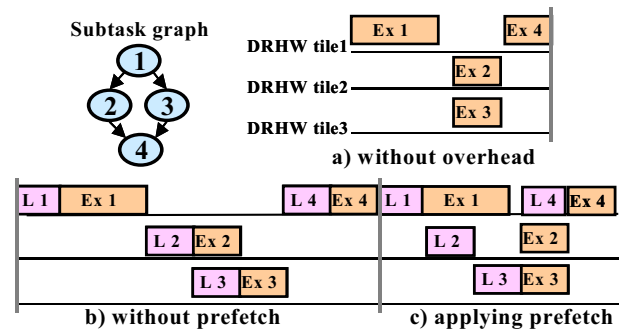 Subtask graph
1
2 3
4
Ex 1 Ex 4
DRHW tile1
Ex 2
DRHW tile2
Ex 3
DRHW tile3
a) without overhead
L 1 Ex 1 L 4 Ex 4 L 1 Ex 1 L 4 Ex 4
L 2 Ex 2 L 2 Ex 2
L 3 Ex 3 L 3 Ex 3
b) without prefetch c) applying prefetch